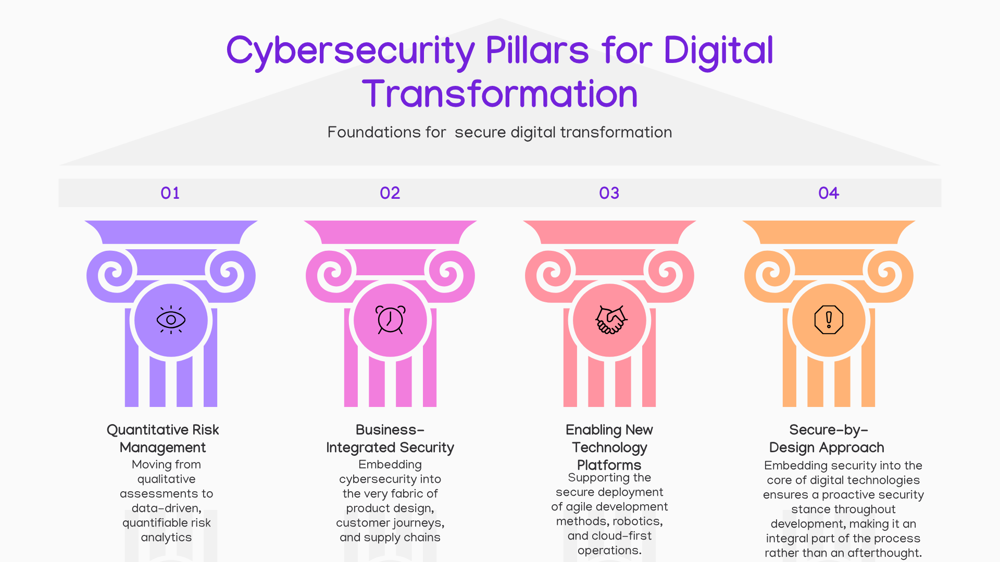 Cybersecurity Pillars for Digital
Transformation
Foundations for  secure digital transformation
01
02
03
04
Quantitative Risk
Management
Moving from
qualitative
assessments to
data-driven,
quantifiable risk
analytics
Business-
Integrated Security
Embedding
cybersecurity into
the very fabric of
product design,
customer journeys,
and supply chains
Enabling New
Technology
Platforms
Supporting the
secure deployment
of agile development
methods, robotics,
and cloud-first
operations.
Secure-by-
Design Approach
Embedding security into the
core of digital technologies
ensures a proactive security
stance throughout
development, making it an
integral part of the process
rather than an afterthought.